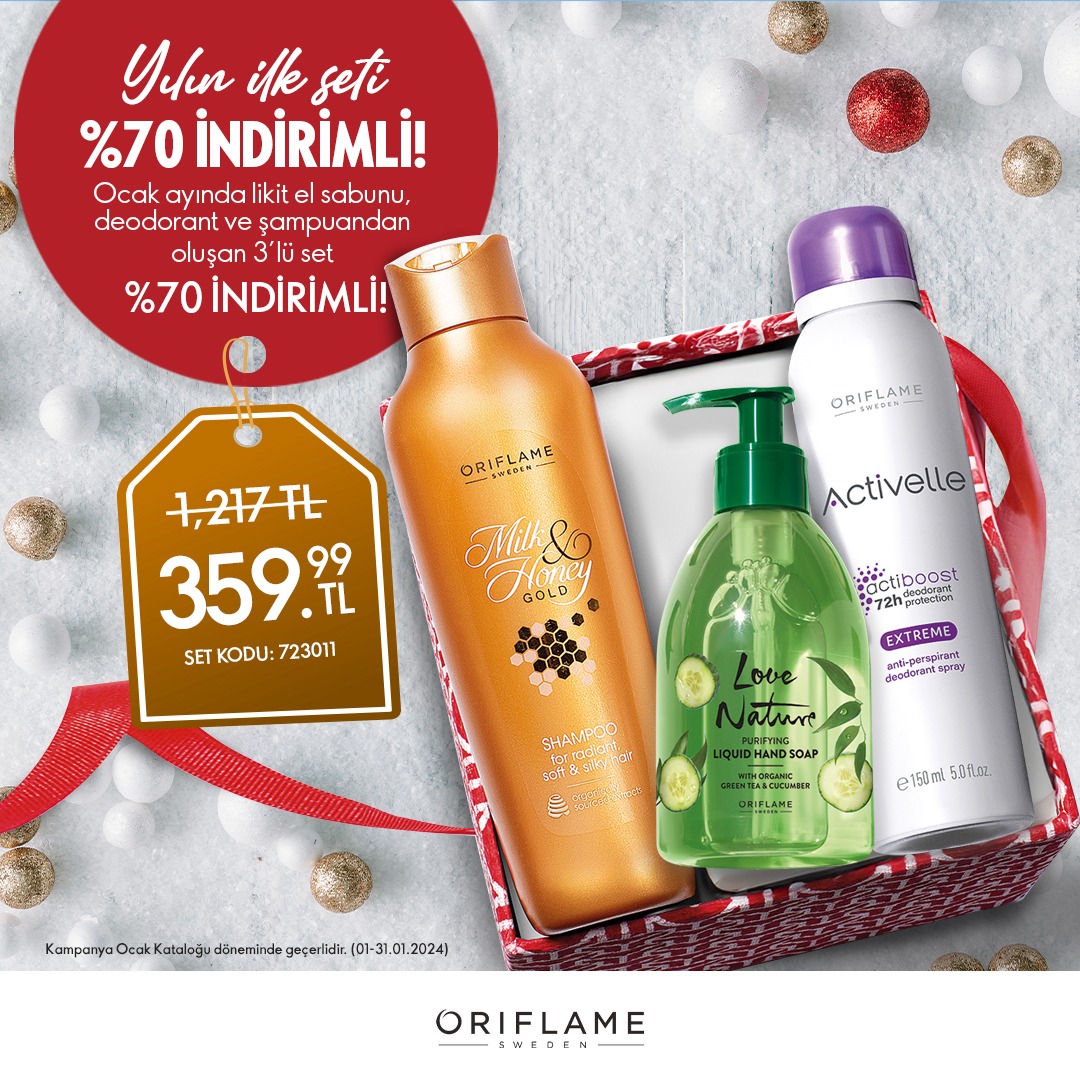 Yılın ilk seti
%70 İNDİRİMLİ!
Ocak ayında likit el sabunu,
deodorant ve şampuandan
oluşan 3'lü set
%70 İNDİRİMLİ!
1,217 TL
359.99 TL
SET KODU: 723011
ORIFLAME
SWEDEN
Milk &
Honey
GOLD
SHAMPOO
for radiant,
soft & silky hair
organically
sourced extracts
Love
Nature
PURIFYING
LIQUID HAND SOAP
WITH ORGANIC
GREEN TEA & CUCUMBER
ORIFLAME
SWEDEN
ORIFLAME
SWEDEN
Activelle
actiboost
72h deodorant
protection
EXTREME
anti-perspirant
deodorant spray
e 150 ml 5.0 fl.oz.
Kampanya Ocak Kataloğu döneminde geçerlidir. (01-31.01.2024)
ORIFLAME
SWEDEN